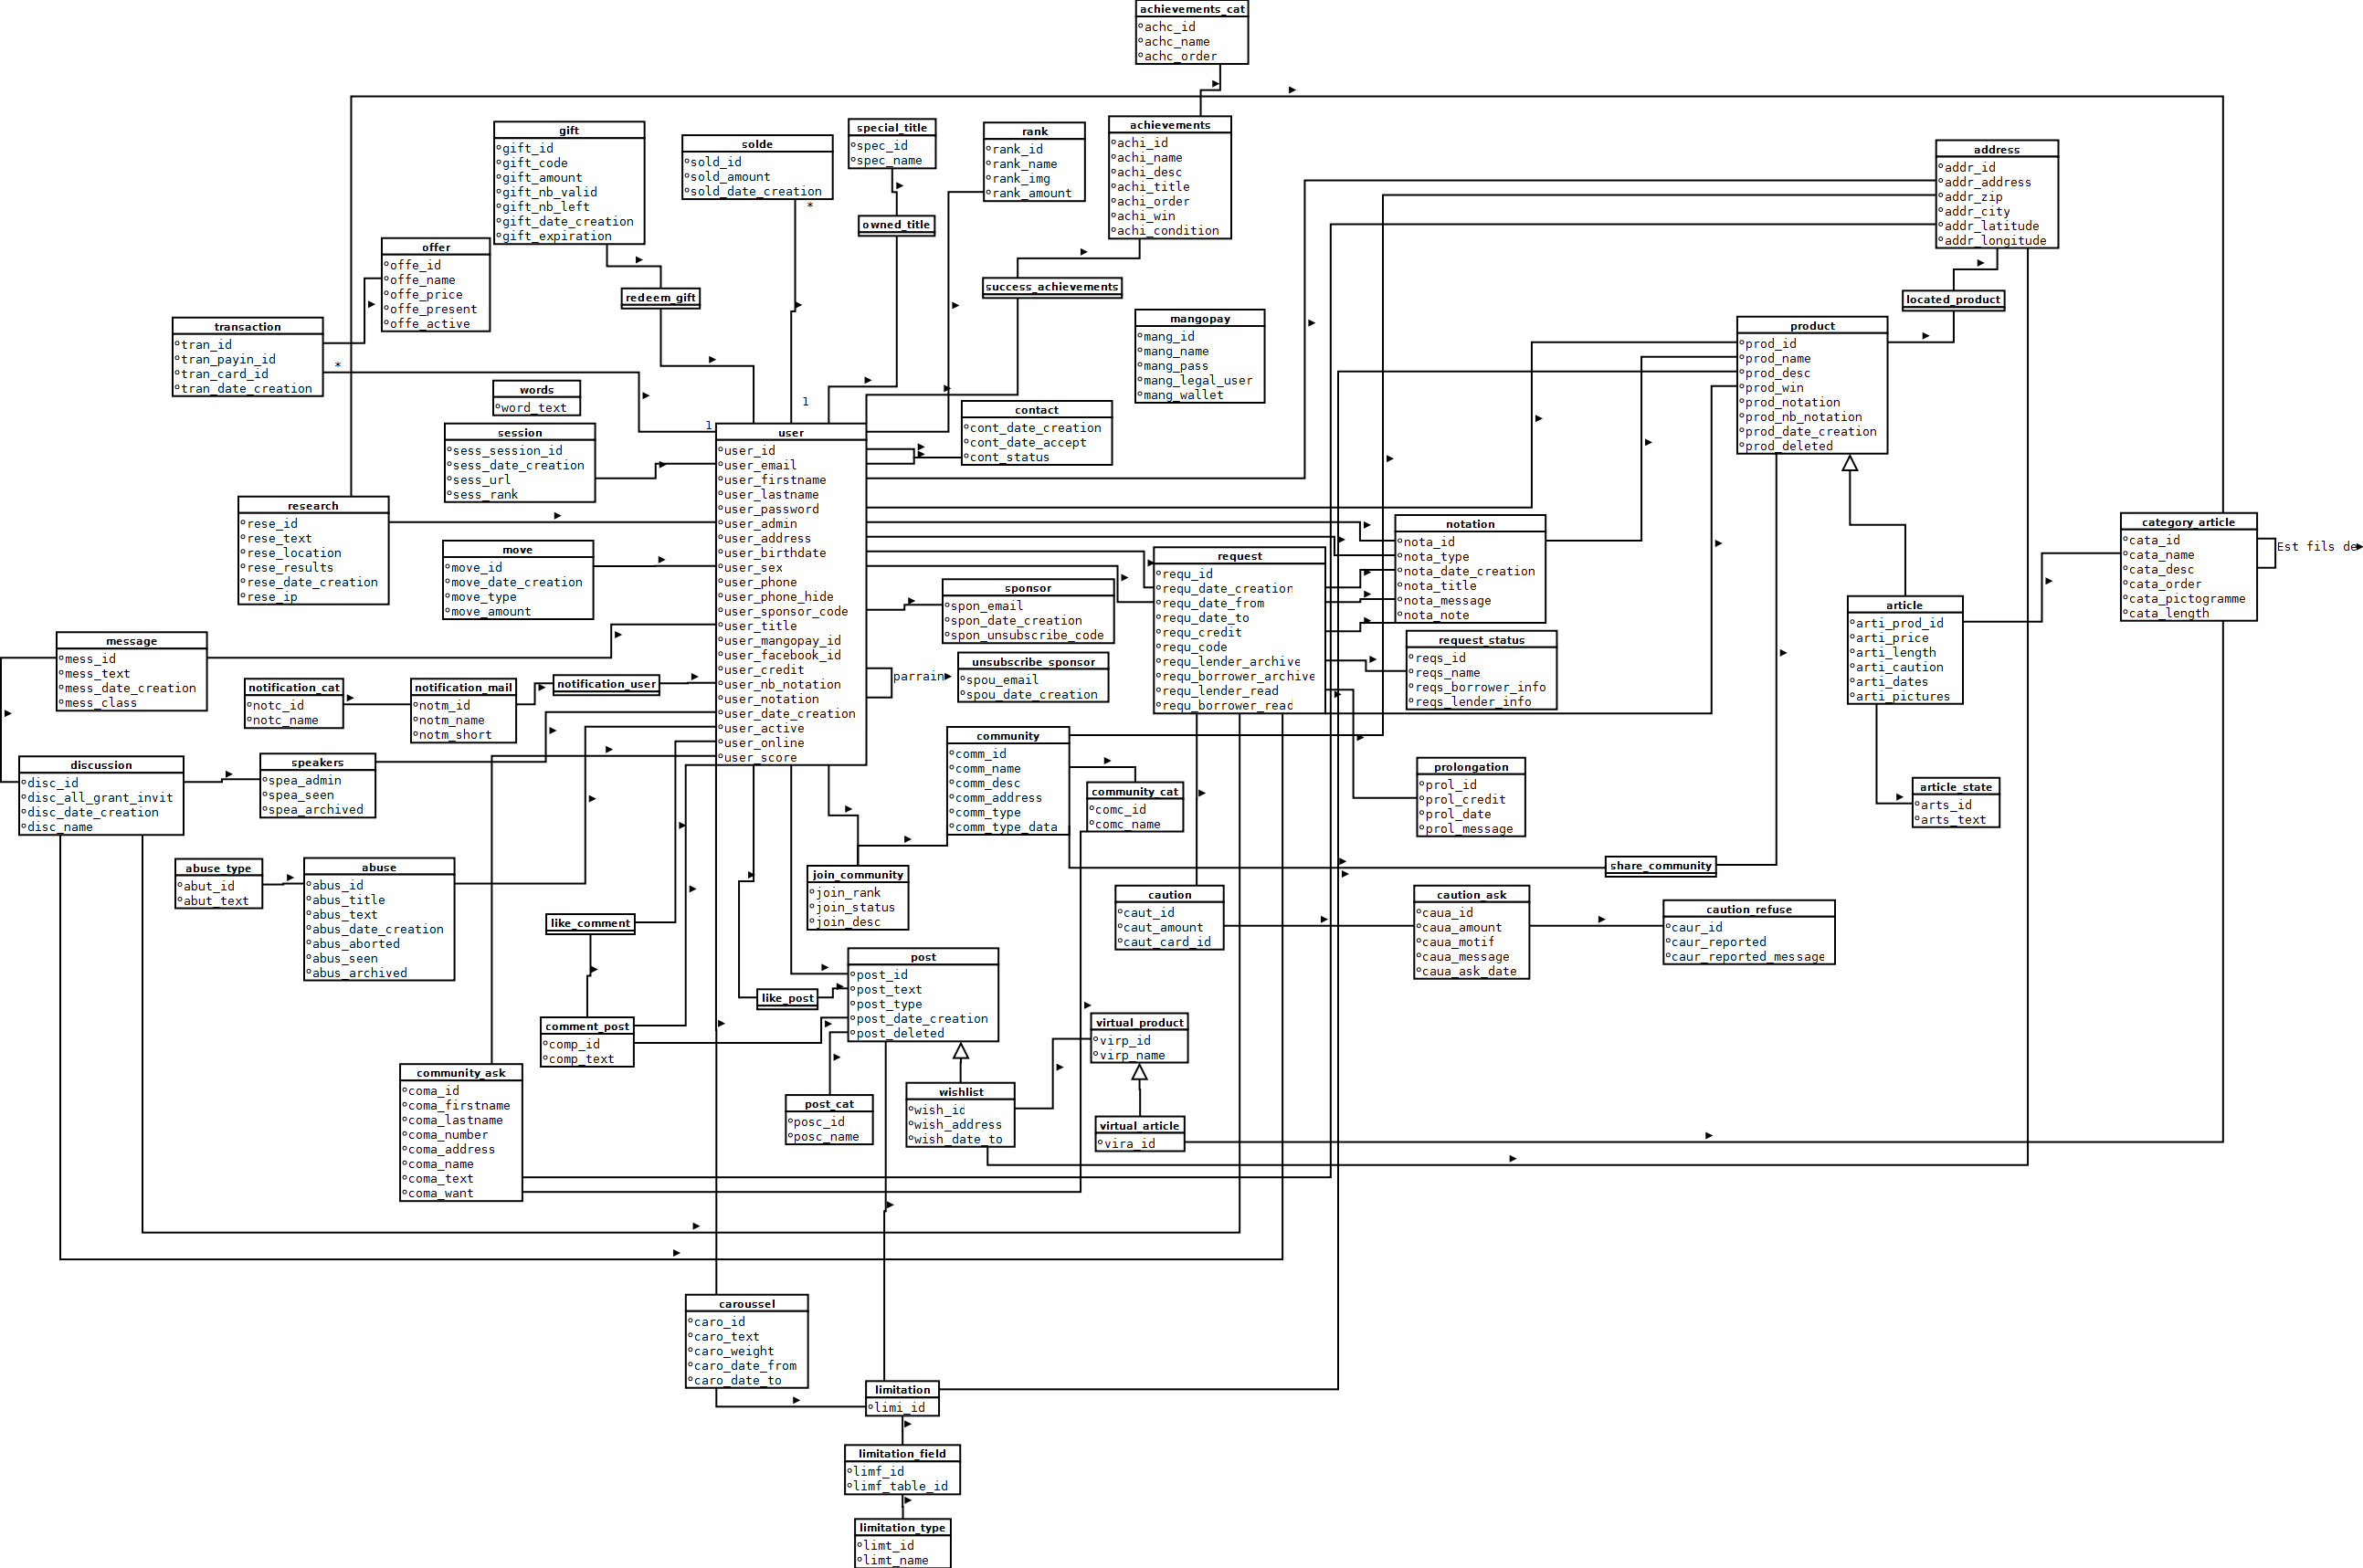 achievements_cat
achc_id
achc_name
achc_order
gift
gift_id
gift_code
gift_amount
gift_nb_valid
gift_nb_left
gift_date_creation
gift_expiration
solde
sold_id
sold_amount
sold_date_creation
*
special_title
spec_id
spec_name
owned_title
rank
rank_id
rank_name
rank_img
rank_amount
achievements
achi_id
achi_name
achi_desc
achi_title
achi_order
achi_win
achi_condition
address
addr_id
addr_address
addr_zip
addr_city
addr_latitude
addr_longitude
offer
offe_id
offe_name
offe_price
offe_present
offe_active
redeem_gift
success_achievements
located_product
transaction
tran_id
tran_payin_id
tran_card_id
tran_date_creation
*
mangopay
mang_id
mang_name
mang_pass
mang_legal_user
mang_wallet
product
prod_id
prod_name
prod_desc
prod_win
prod_notation
prod_nb_notation
prod_date_creation
prod_deleted
words
word_text
1
1
session
sess_session_id
sess_date_creation
sess_url
sess_rank
user
user_id
user_email
user_firstname
user_lastname
user_password
user_admin
user_address
user_birthdate
user_sex
user_phone
user_phone_hide
user_sponsor_code
user_title
user_mangopay_id
user_facebook_id
user_credit
user_nb_notation
user_notation
user_date_creation
user_active
user_online
user_score
parrain
contact
cont_date_creation
cont_date_accept
cont_status
research
rese_id
rese_text
rese_location
rese_results
rese_date_creation
rese_ip
move
move_id
move_date_creation
move_type
move_amount
request
requ_id
requ_date_creation
requ_date_from
requ_date_to
requ_credit
requ_code
requ_lender_archive
requ_borrower_archive
requ_lender_read
requ_borrower_read
notation
nota_id
nota_type
nota_date_creation
nota_title
nota_message
nota_note
category_article
cata_id
cata_name
cata_desc
cata_order
cata_pictogramme
cata_length
Est fils de
sponsor
spon_email
spon_date_creation
spon_unsubscribe_code
article
arti_prod_id
arti_price
arti_length
arti_caution
arti_dates
arti_pictures
message
mess_id
mess_text
mess_date_creation
mess_class
request_status
reqs_id
reqs_name
reqs_borrower_info
reqs_lender_info
unsubscribe_sponsor
spou_email
spou_date_creation
notification_cat
notc_id
notc_name
notification_mail
notm_id
notm_name
notm_short
notification_user
community
comm_id
comm_name
comm_desc
comm_address
comm_type
comm_type_data
discussion
disc_id
disc_all_grant_invit
disc_date_creation
disc_name
speakers
spea_admin
spea_seen
spea_archived
community_cat
comc_id
comc_name
prolongation
prol_id
prol_credit
prol_date
prol_message
article_state
arts_id
arts_text
abuse_type
abut_id
abut_text
abuse
abus_id
abus_title
abus_text
abus_date_creation
abus_aborted
abus_seen
abus_archived
join_community
join_rank
join_status
join_desc
share_community
caution
caut_id
caut_amount
caut_card_id
caution_ask
caua_id
caua_amount
caua_motif
caua_message
caua_ask_date
caution_refuse
caur_id
caur_reported
caur_reported_message
like_comment
post
post_id
post_text
post_type
post_date_creation
post_deleted
like_post
comment_post
comp_id
comp_text
virtual_product
virp_id
virp_name
community_ask
coma_id
coma_firstname
coma_lastname
coma_number
coma_address
coma_name
coma_text
coma_want
post_cat
posc_id
posc_name
wishlist
wish_id
wish_address
wish_date_to
virtual_article
vira_id
caroussel
caro_id
caro_text
caro_weight
caro_date_from
caro_date_to
limitation
limi_id
limitation_field
limf_id
limf_table_id
limitation_type
limt_id
limt_name